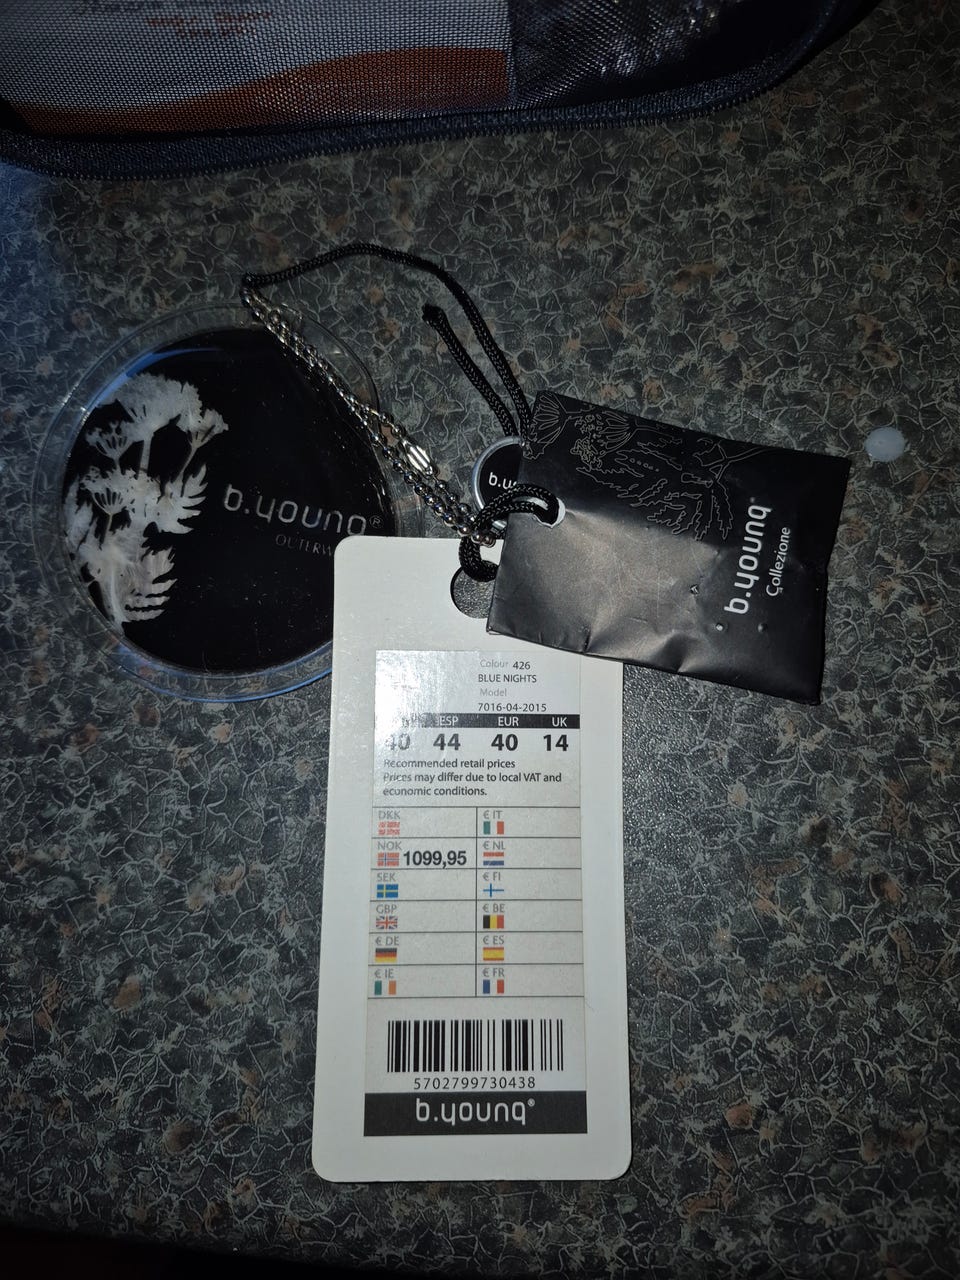 b.young®
b.yo
b.young
Collezione
Colour 426
BLUE NIGHTS
Model
7016-04-2015
ESP EUR UK
40 44 40 14
Recommended retail prices
Prices may differ due to local VAT and
economic conditions.
DKK € IT
NOK 1099,95 € NL
SEK € FI
GBP € BE
€ DE € ES
€ IE € FR
5702799730438
b.young®